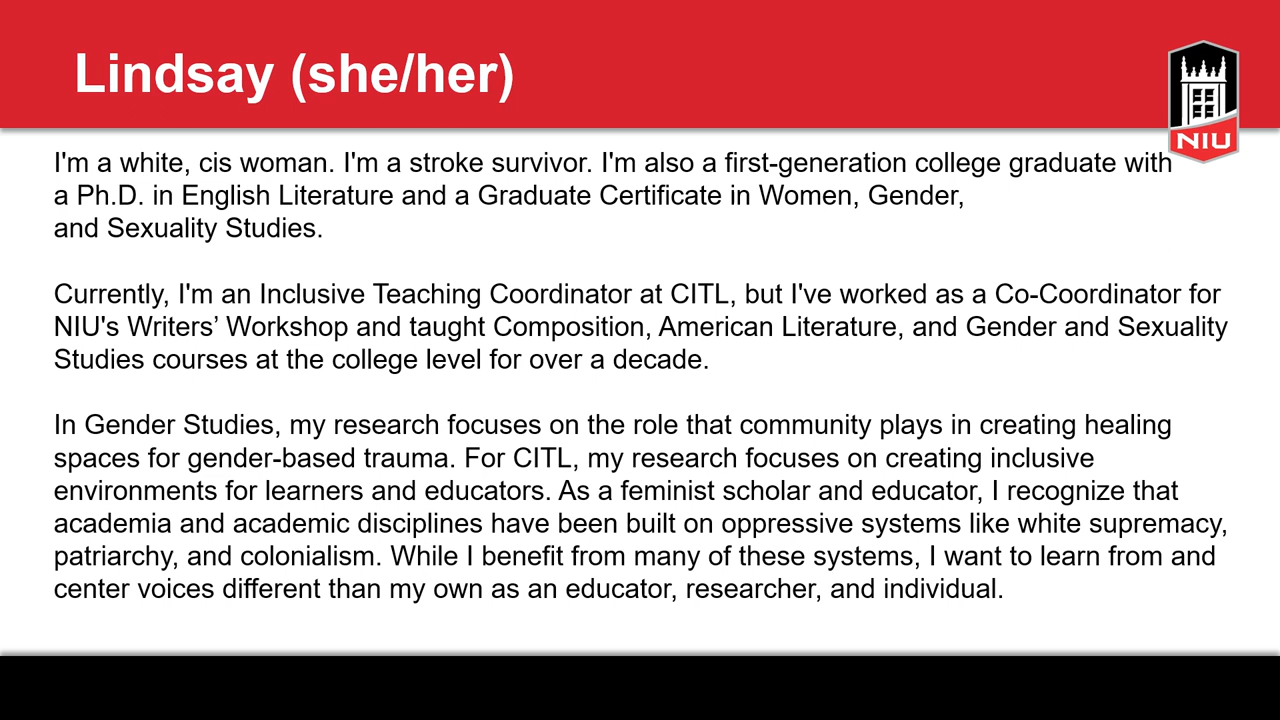 Lindsay (she/her)
NIU
I'm a white, cis woman. I'm a stroke survivor. I'm also a first-generation college graduate with
a Ph.D. in English Literature and a Graduate Certificate in Women, Gender,
and Sexuality Studies.
Currently, I'm an Inclusive Teaching Coordinator at CITL, but I've worked as a Co-Coordinator for
NIU's Writers’ Workshop and taught Composition, American Literature, and Gender and Sexuality
Studies courses at the college level for over a decade.
In Gender Studies, my research focuses on the role that community plays in creating healing
spaces for gender-based trauma. For CITL, my research focuses on creating inclusive
environments for learners and educators. As a feminist scholar and educator, I recognize that
academia and academic disciplines have been built on oppressive systems like white supremacy,
patriarchy, and colonialism. While I benefit from many of these systems, I want to learn from and
center voices different than my own as an educator, researcher, and individual.